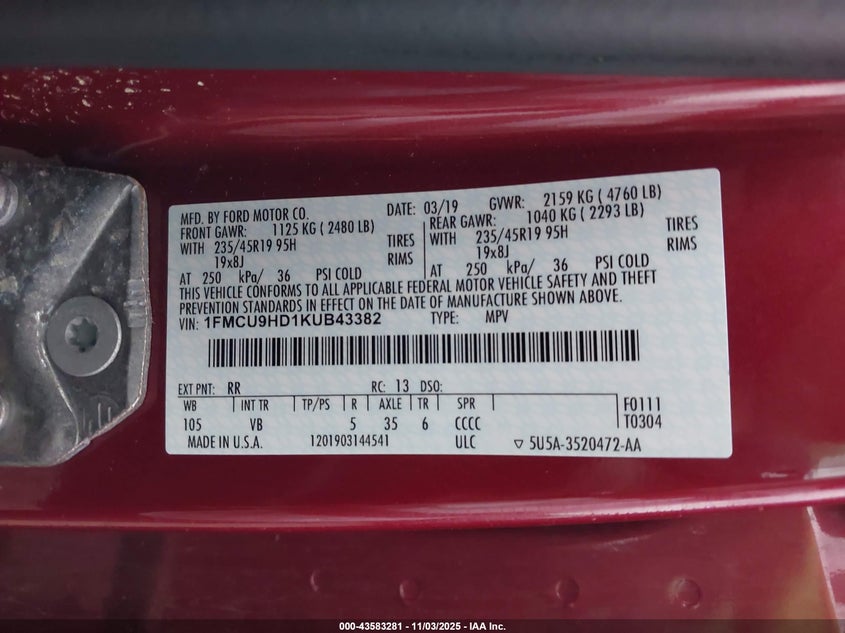 MFD. BY FORD MOTOR CO. DATE: 03/19 GVWR: 2159 KG ( 4760 LB)
FRONT GAWR: 1125 KG ( 2480 LB) REAR GAWR: 1040 KG ( 2293 LB)
WITH 235/45R19 95H TIRES WITH 235/45R19 95H TIRES
19x8J RIMS 19x8J RIMS
AT 250 kPa/ 36 PSI COLD AT 250 kPa/ 36 PSI COLD
THIS VEHICLE CONFORMS TO ALL APPLICABLE FEDERAL MOTOR VEHICLE SAFETY AND THEFT
PREVENTION STANDARDS IN EFFECT ON THE DATE OF MANUFACTURE SHOWN ABOVE.
VIN: 1FMCU9HD1KUB43382 TYPE: MPV
EXT PNT: RR RC: 13 DSO:
WB INT TR TP/PS R AXLE TR SPR F0111
105 VB 5 35 6 CCCC T0304
MADE IN U.S.A. 1201903144541 ULC ▽ 5U5A-3520472-AA
000-43583281 - 11/03/2025 - IAA Inc.